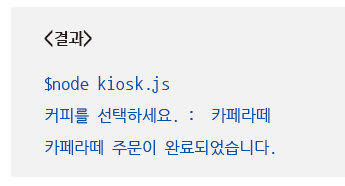 <결과>
$node kiosk.js
커피를 선택하세요. : 카페라떼
카페라떼 주문이 완료되었습니다.